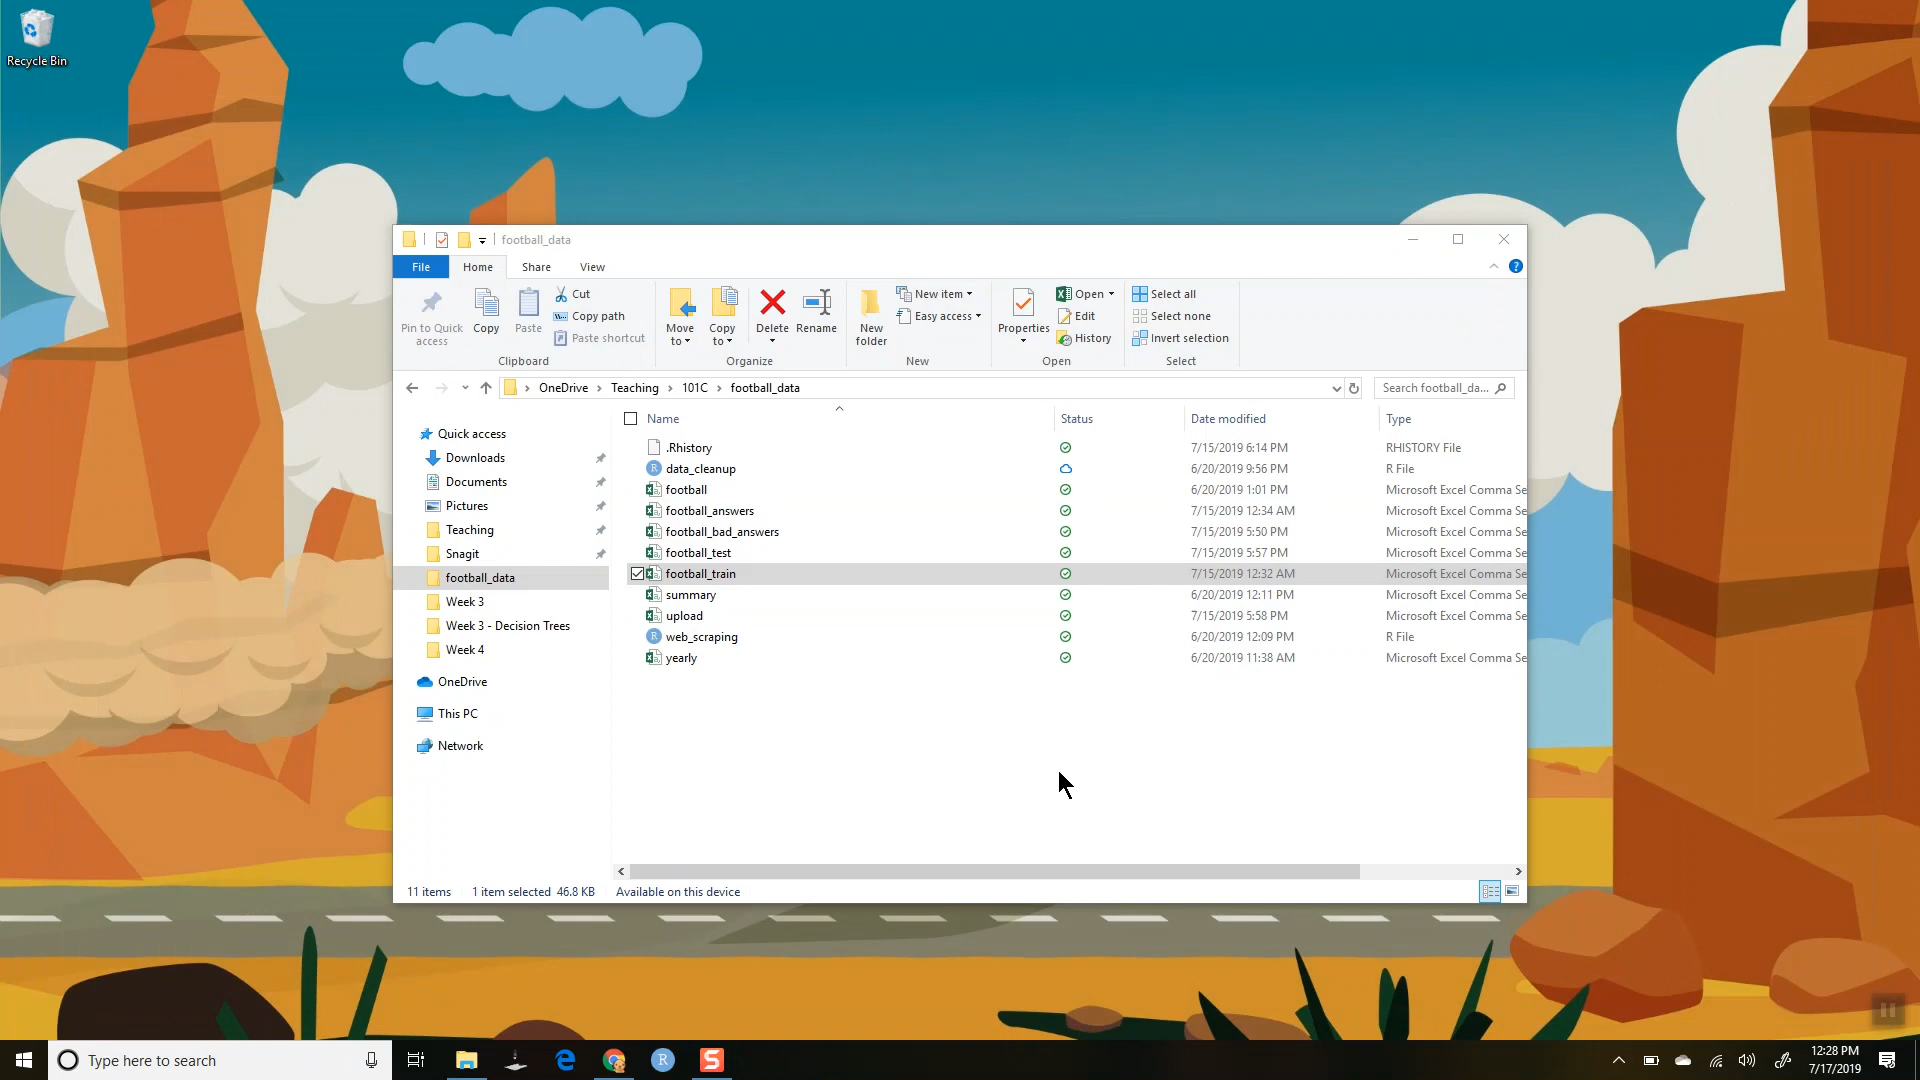 Recycle Bin
football_data
File Home Share View
?
Pin to Quick access
Copy
Paste
Cut
Copy path
Paste shortcut
Clipboard
Move to
Copy to
Delete
Rename
Organize
New folder
New item
Easy access
New
Properties
Open
Edit
History
Open
Select all
Select none
Invert selection
Select
OneDrive Teaching 101C football_data
Search football_da...
Quick access
Downloads
Documents
Pictures
Teaching
Snagit
football_data
Week 3
Week 3 - Decision Trees
Week 4
OneDrive
This PC
Network
Name Status Date modified Type
.Rhistory 7/15/2019 6:14 PM RHISTORY File
data_cleanup 6/20/2019 9:56 PM R File
football 6/20/2019 1:01 PM Microsoft Excel Comma Se
football_answers 7/15/2019 12:34 AM Microsoft Excel Comma Se
football_bad_answers 7/15/2019 5:50 PM Microsoft Excel Comma Se
football_test 7/15/2019 5:57 PM Microsoft Excel Comma Se
football_train 7/15/2019 12:32 AM Microsoft Excel Comma Se
summary 6/20/2019 12:11 PM Microsoft Excel Comma Se
upload 7/15/2019 5:58 PM Microsoft Excel Comma Se
web_scraping 6/20/2019 12:09 PM R File
yearly 6/20/2019 11:38 AM Microsoft Excel Comma Se
11 items 1 item selected 46.8 KB Available on this device
Type here to search
R
S
12:28 PM
7/17/2019